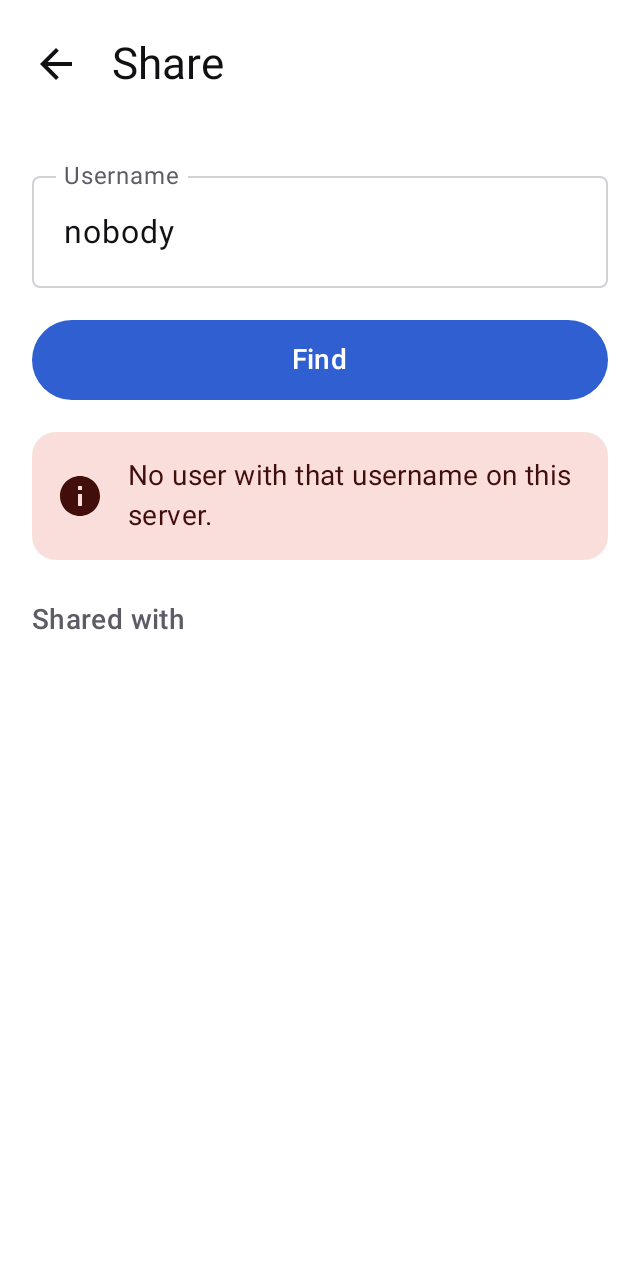 Share
Username
nobody
Find
No user with that username on this
server.
Shared with